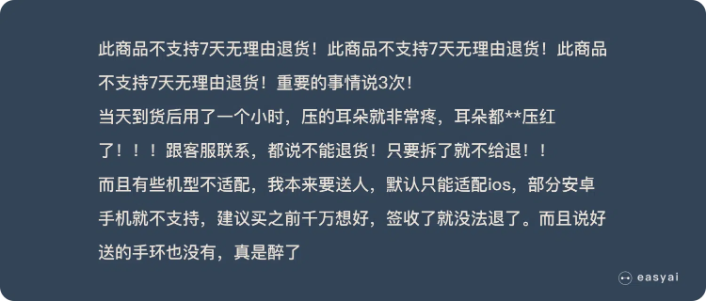 此商品不支持7天无理由退货！此商品不支持7天无理由退货！此商品
不支持7天无理由退货！重要的事情说3次！
当天到货后用了一个小时，压的耳朵就非常疼，耳朵都**压红
了！！！跟客服联系，都说不能退货！只要拆了就不给退！！
而且有些机型不适配，我本来要送人，默认只能适配ios，部分安卓
手机就不支持，建议买之前千万想好，签收了就没法退了。而且说好
送的手环也没有，真是醉了
easyai